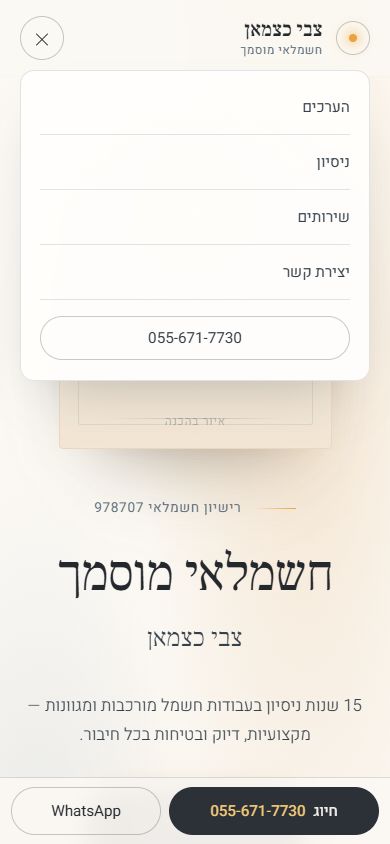 צבי כצמאן
חשמלאי מוסמך
הערכים
ניסיון
שירותים
יצירת קשר
055-671-7730
איור בהכנה
רישיון חשמלאי 978707
חשמלאי מוסמך
צבי כצמאן
15 שנות ניסיון בעבודות חשמל מורכבות ומגוונות —
מקצועיות, דיוק ובטיחות בכל חיבור.
חיוג 055-671-7730
WhatsApp